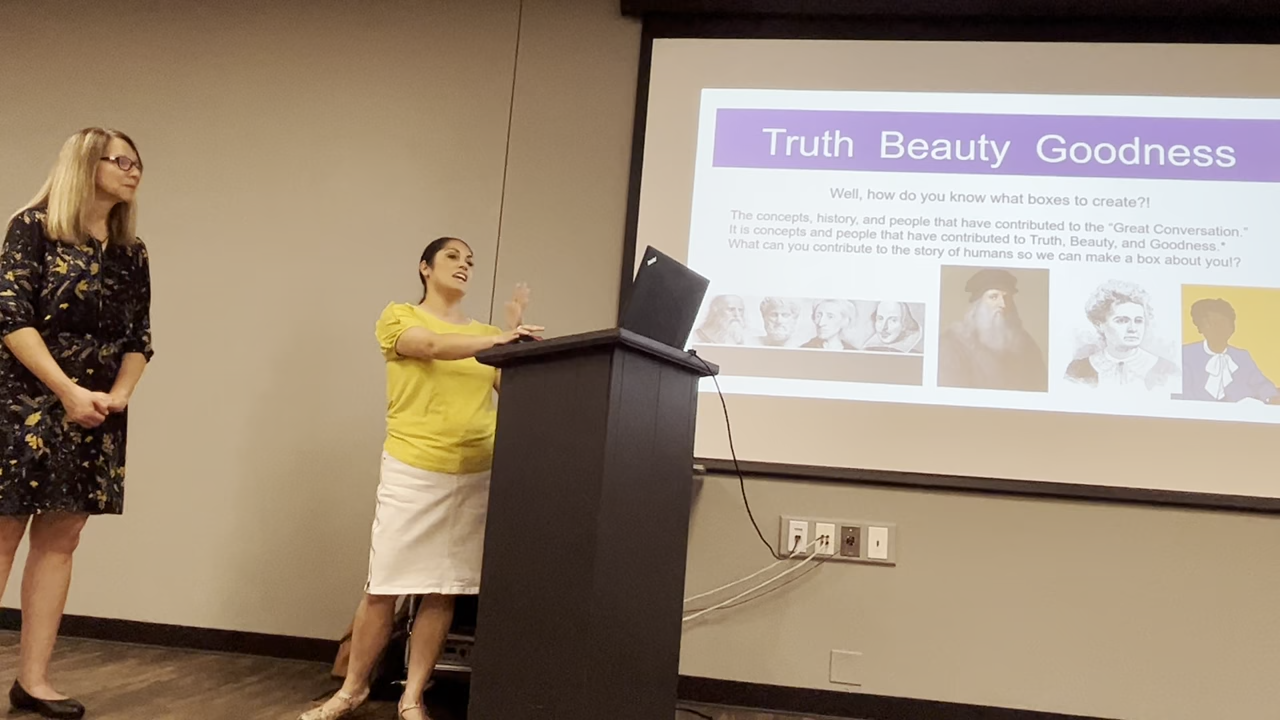 Truth Beauty Goodness
Well, how do you know what boxes to create?!
The concepts, history, and people that have contributed to the "Great Conversation."
It is concepts and people that have contributed to Truth, Beauty, and Goodness.*
What can you contribute to the story of humans so we can make a box about you!?